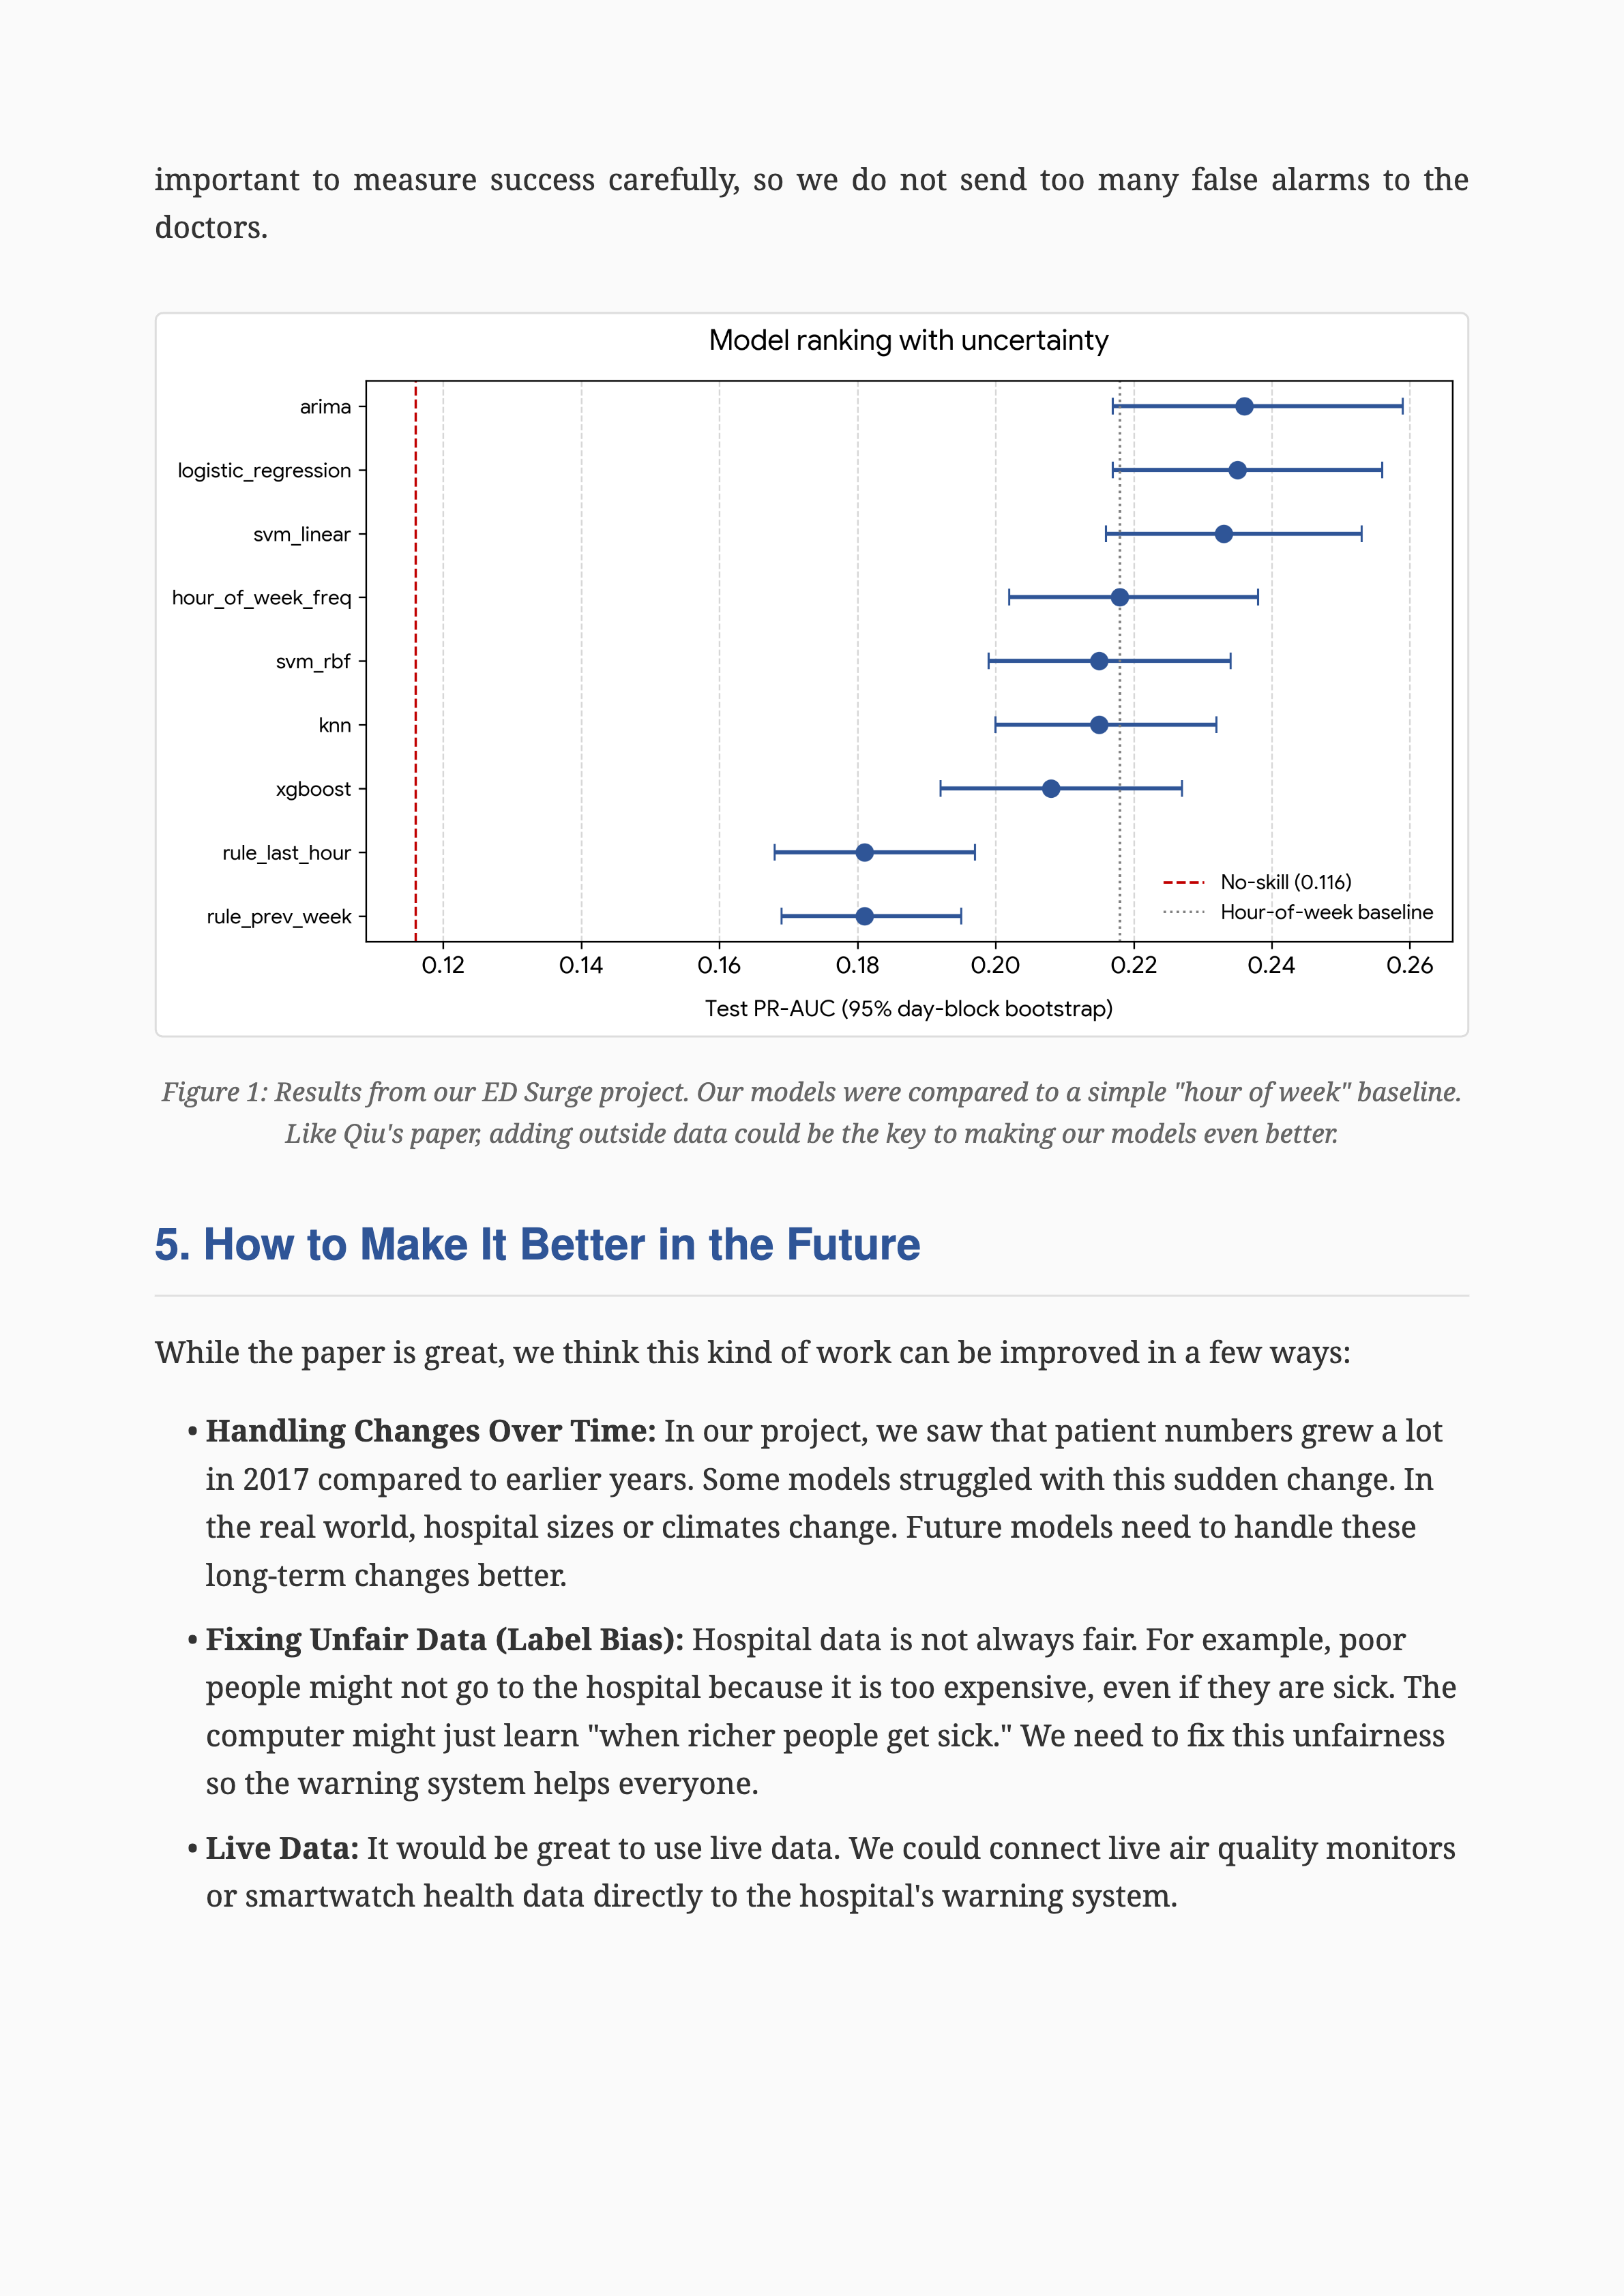 important to measure success carefully, so we do not send too many false alarms to the
doctors.
Model ranking with uncertainty
arima
logistic_regression
svm_linear
hour_of_week_freq
svm_rbf
knn
xgboost
rule_last_hour
rule_prev_week
No-skill (0.116)
Hour-of-week baseline
0.12 0.14 0.16 0.18 0.20 0.22 0.24 0.26
Test PR-AUC (95% day-block bootstrap)
Figure 1: Results from our ED Surge project. Our models were compared to a simple "hour of week" baseline.
Like Qiu's paper, adding outside data could be the key to making our models even better.
5. How to Make It Better in the Future
While the paper is great, we think this kind of work can be improved in a few ways:
• Handling Changes Over Time: In our project, we saw that patient numbers grew a lot
in 2017 compared to earlier years. Some models struggled with this sudden change. In
the real world, hospital sizes or climates change. Future models need to handle these
long-term changes better.
• Fixing Unfair Data (Label Bias): Hospital data is not always fair. For example, poor
people might not go to the hospital because it is too expensive, even if they are sick. The
computer might just learn "when richer people get sick." We need to fix this unfairness
so the warning system helps everyone.
• Live Data: It would be great to use live data. We could connect live air quality monitors
or smartwatch health data directly to the hospital's warning system.